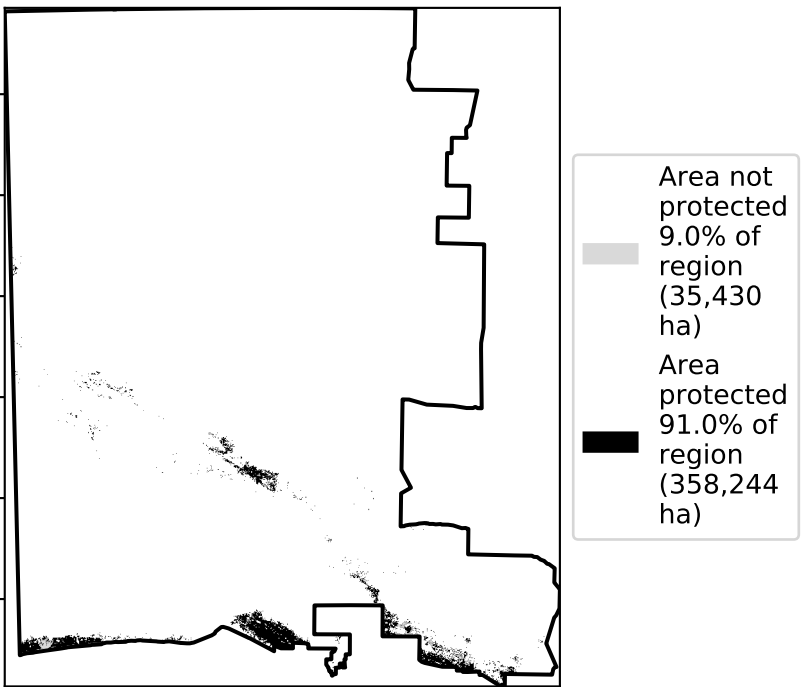 Area not
protected
9.0% of
region
(35,430
ha)
Area
protected
91.0% of
region
(358,244
ha)